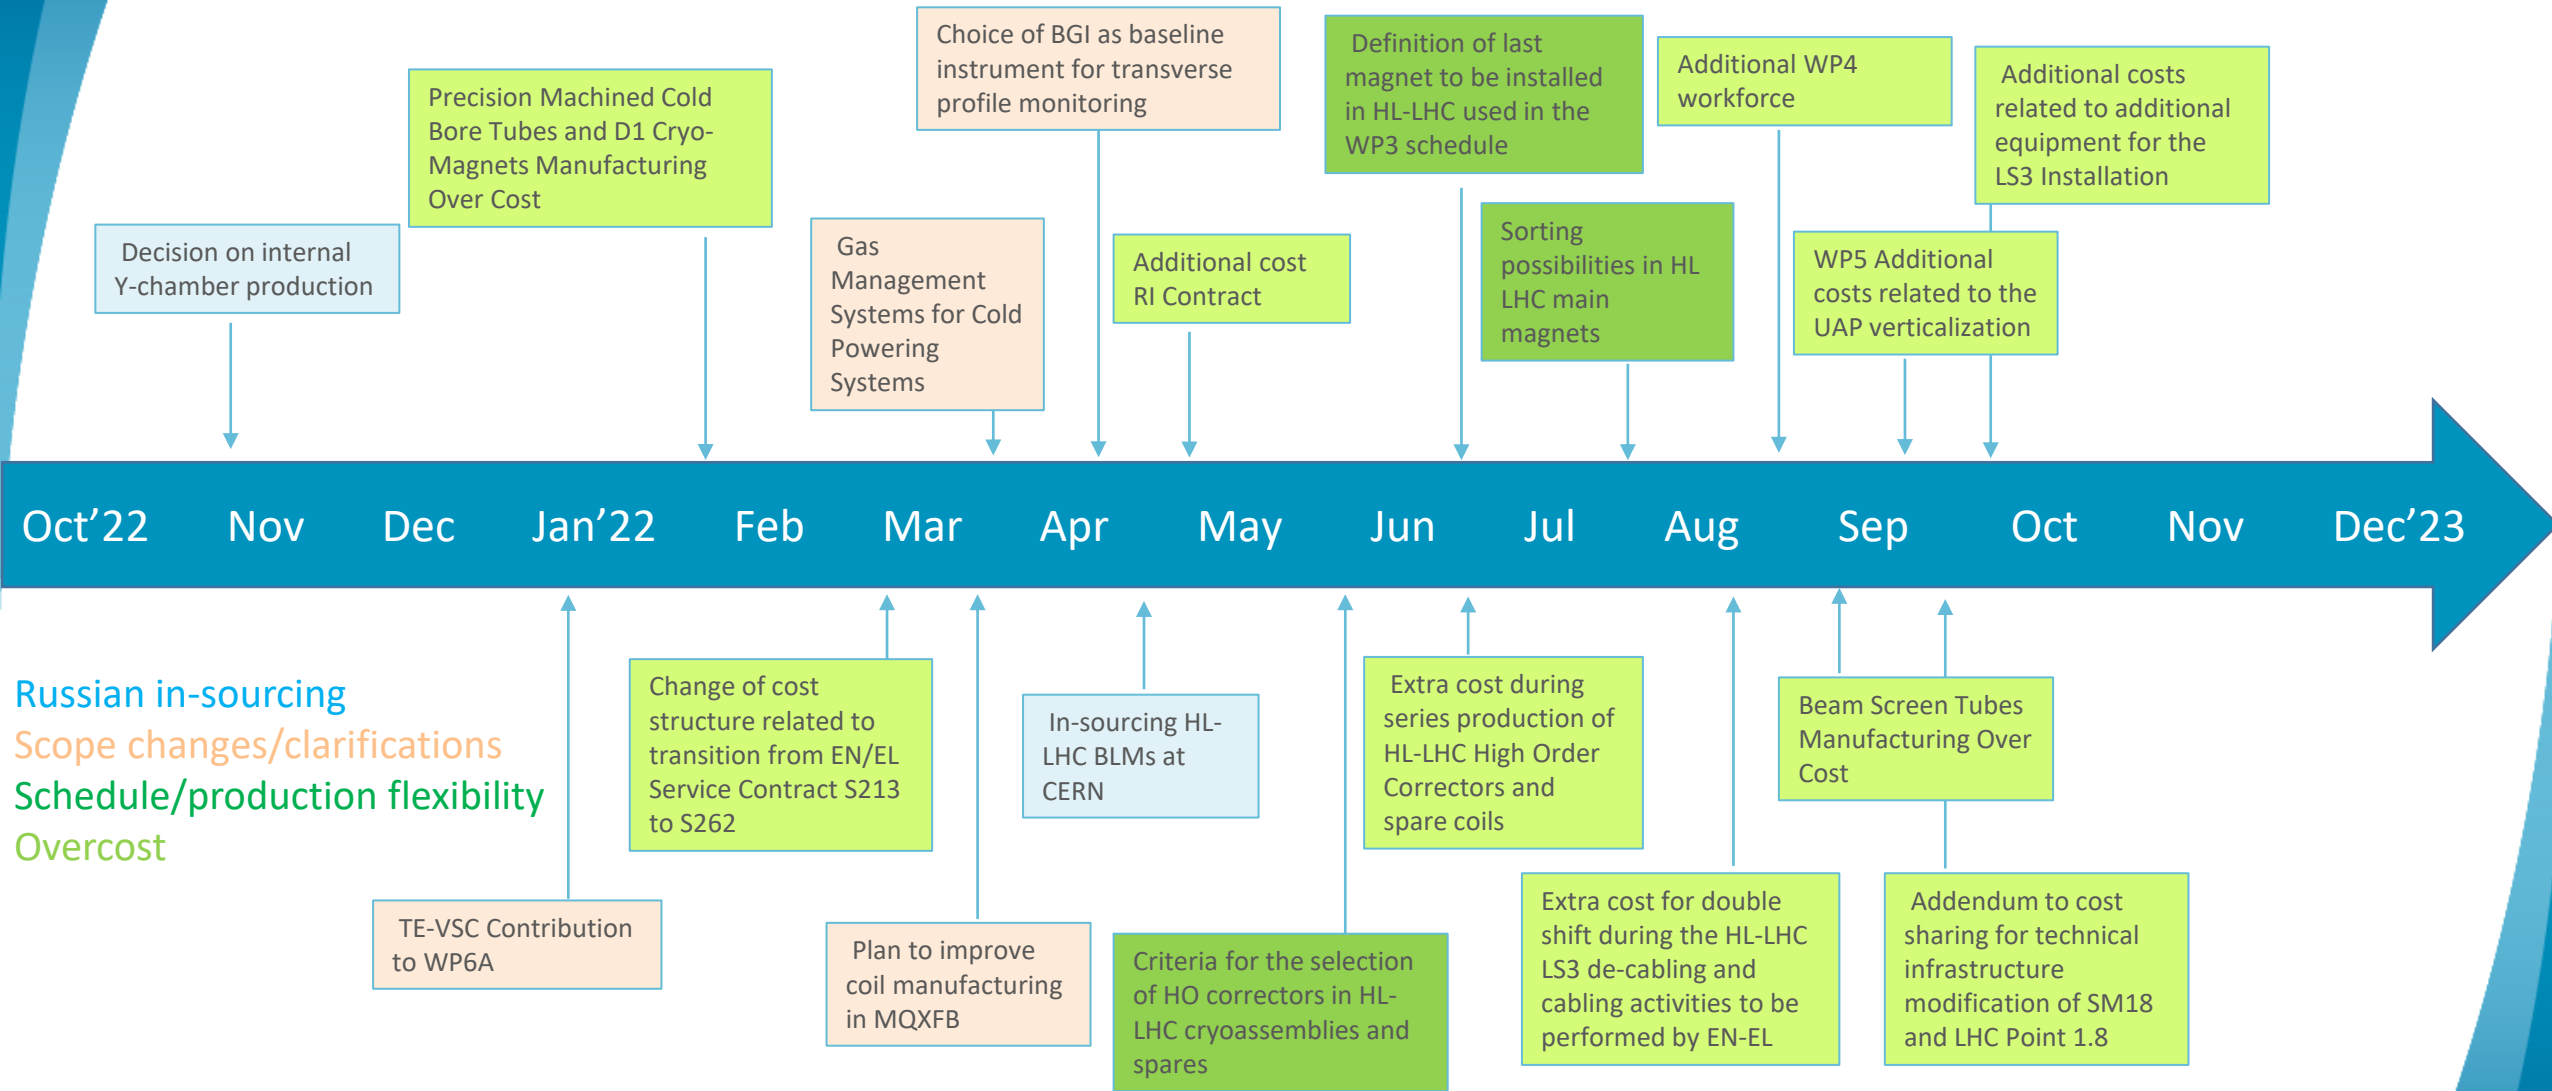 Decision on internal
Y-chamber production
Precision Machined Cold
Bore Tubes and D1 Cryo-
Magnets Manufacturing
Over Cost
Gas
Management
Systems for Cold
Powering
Systems
Choice of BGI as baseline
instrument for transverse
profile monitoring
Additional cost
RI Contract
Definition of last
magnet to be installed
in HL-LHC used in the
WP3 schedule
Sorting
possibilities in HL
LHC main
magnets
Additional WP4
workforce
WP5 Additional
costs related to the
UAP verticalization
Additional costs
related to additional
equipment for the
LS3 Installation
Oct'22 Nov Dec Jan'22 Feb Mar Apr May Jun Jul Aug Sep Oct Nov Dec'23
Russian in-sourcing
Scope changes/clarifications
Schedule/production flexibility
Overcost
TE-VSC Contribution
to WP6A
Change of cost
structure related to
transition from EN/EL
Service Contract S213
to S262
Plan to improve
coil manufacturing
in MQXFB
In-sourcing HL-
LHC BLMs at
CERN
Criteria for the selection
of HO correctors in HL-
LHC cryoassemblies and
spares
Extra cost during
series production of
HL-LHC High Order
Correctors and
spare coils
Extra cost for double
shift during the HL-LHC
LS3 de-cabling and
cabling activities to be
performed by EN-EL
Beam Screen Tubes
Manufacturing Over
Cost
Addendum to cost
sharing for technical
infrastructure
modification of SM18
and LHC Point 1.8